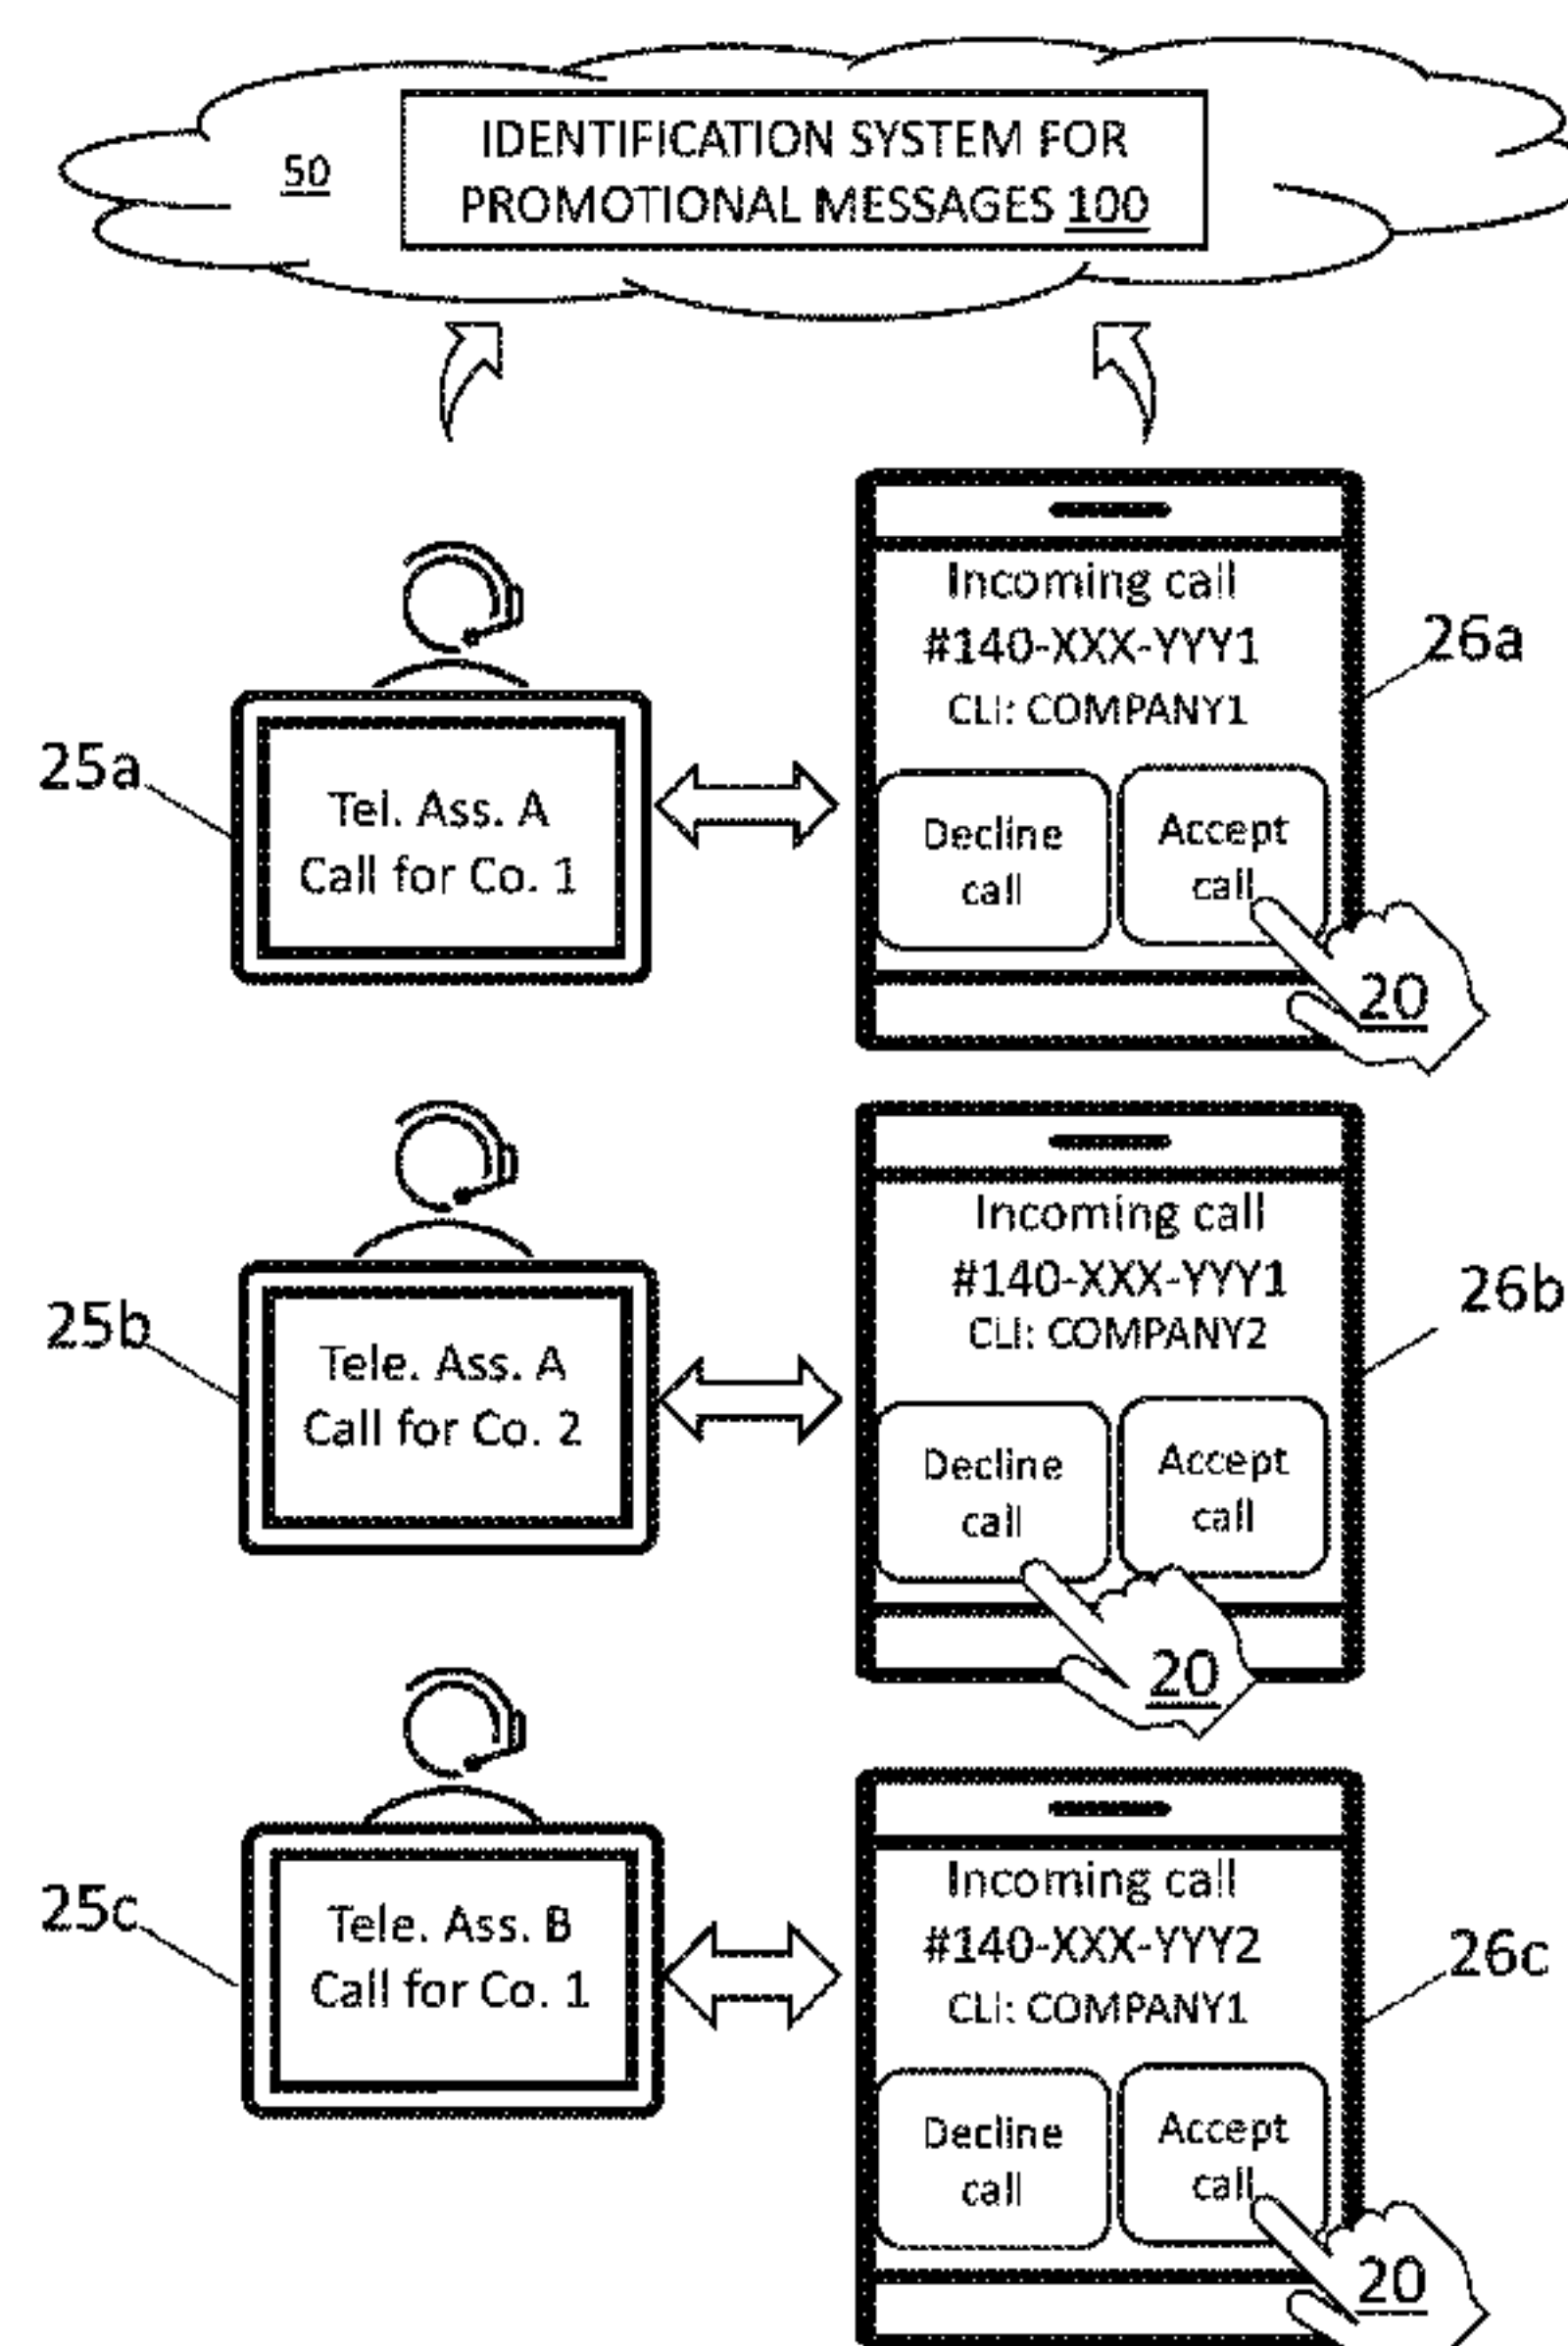 IDENTIFICATION SYSTEM FOR
50
PROMOTIONAL MESSAGES 100
Incoming call
#140-XXX-YYY1
26a
CLI: COMPANY1
25a
Tel. Ass. A
Call for Co. 1
Decline
call
Accept
call
20
Incoming call
#140-XXX-YYY1
26b
CLI: COMPANY2
25b
Tele. Ass. A
Call for Co. 2
Decline
call
Accept
call
20
Incoming call
#140-XXX-YYY2
26c
CLI: COMPANY1
25c
Tele. Ass. B
Call for Co. 1
Decline
call
Accept
call
20